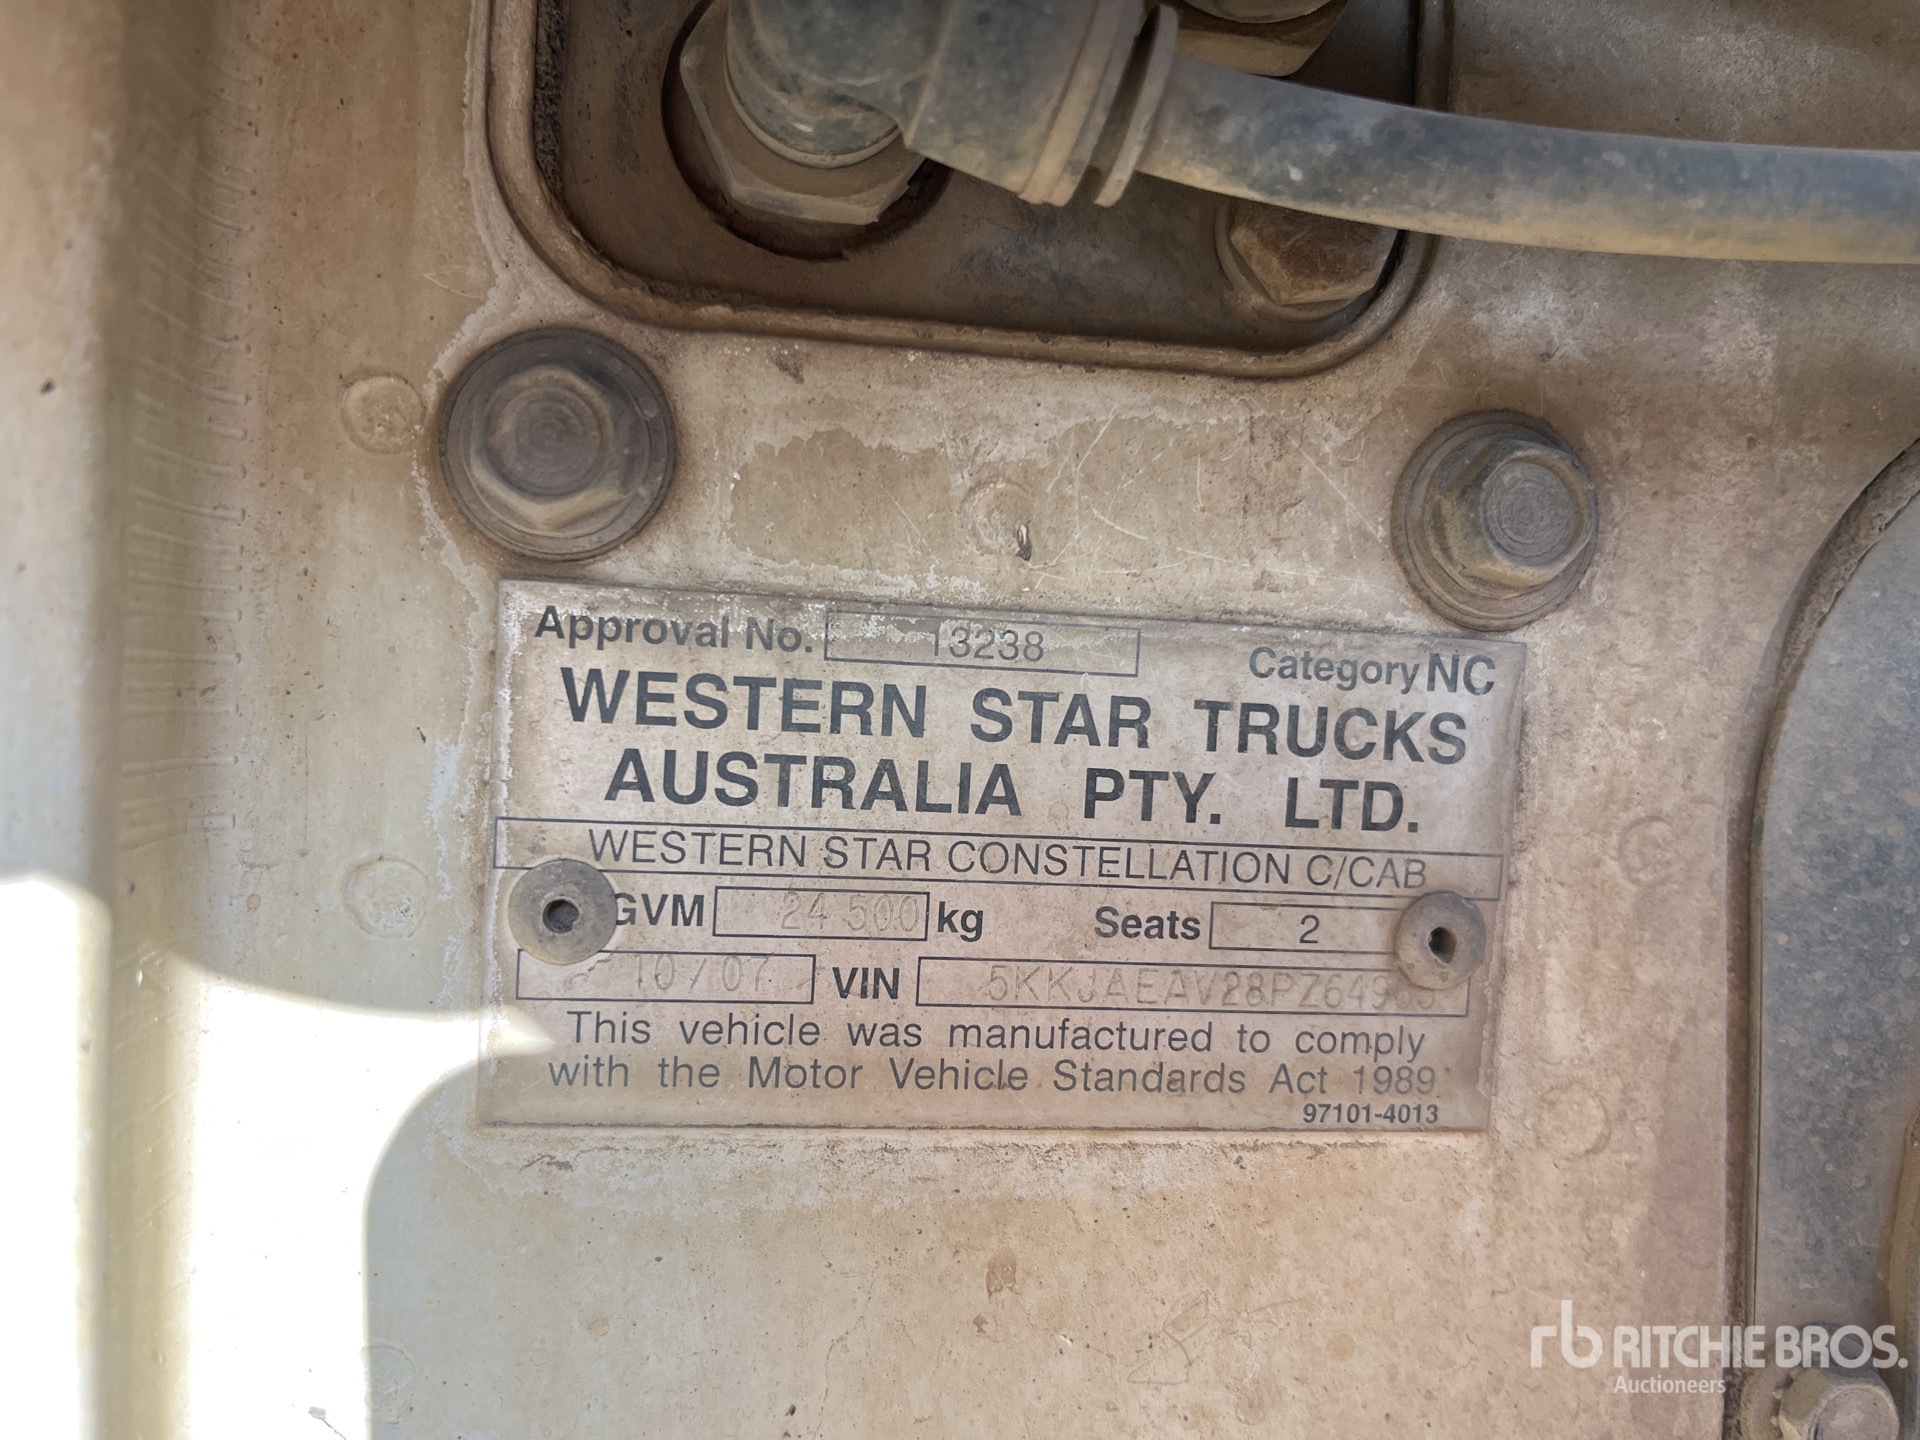 Approval No. 13238 Category NC
WESTERN STAR TRUCKS
AUSTRALIA PTY. LTD.
WESTERN STAR CONSTELLATION C/CAB
GVM 24 500 kg Seats 2
10/07 VIN
This vehicle was manufactured to comply
with the Motor Vehicle Standards Act 1989
97101-4013
rb RITCHIE BROS.
Auctioneers